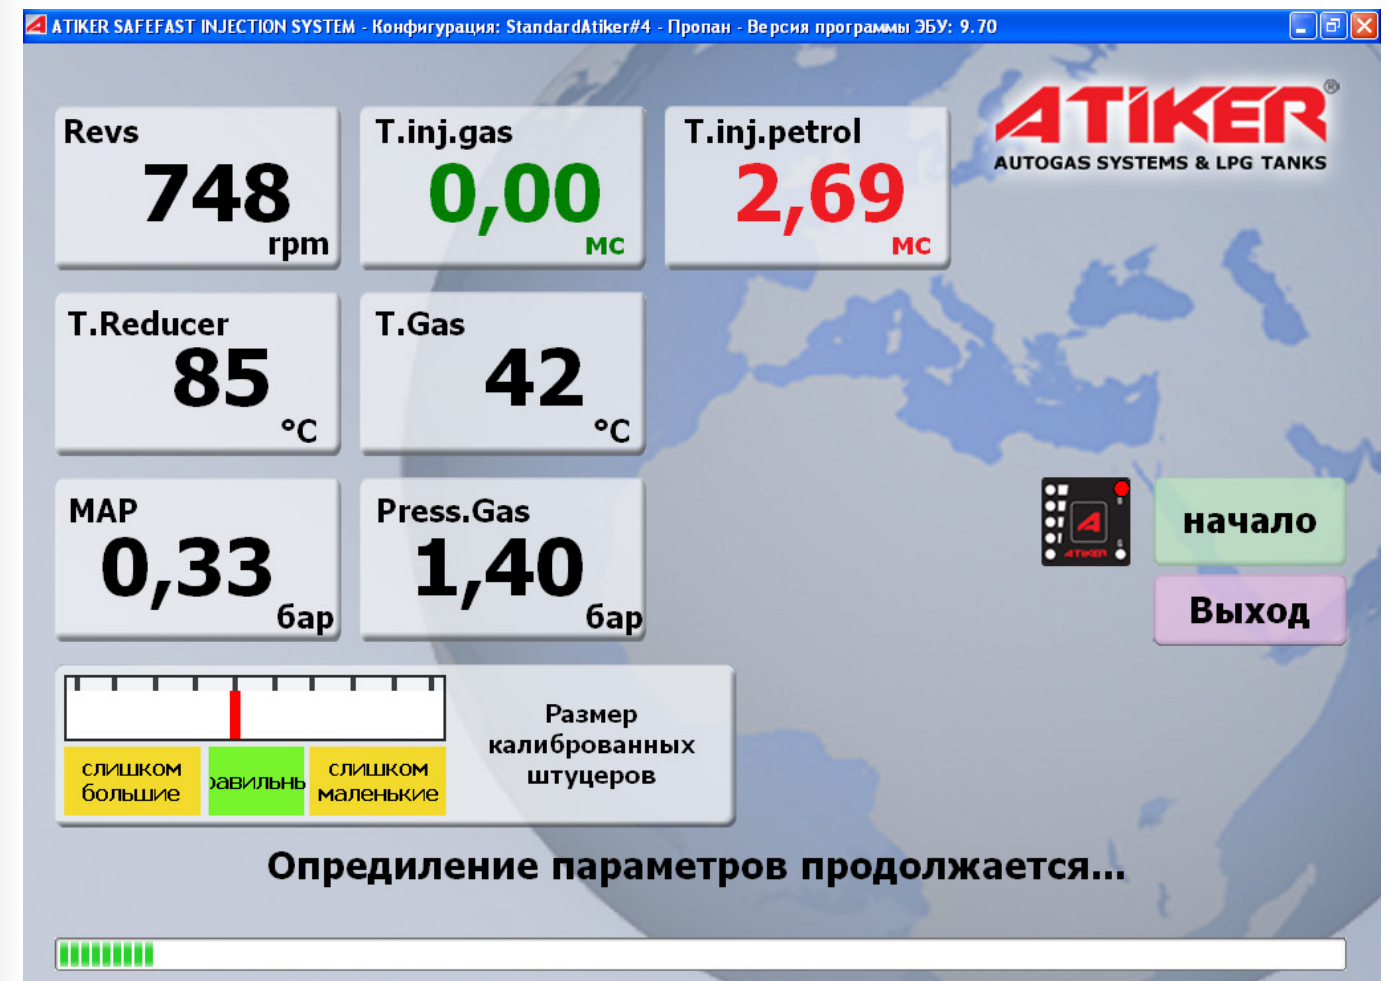 ATIKER SAFEFAST INJECTION SYSTEM - Конфигурация: StandardAtiker#4 - Пропан - Версия программы ЭБУ: 9.70
ATİKER®
AUTOGAS SYSTEMS & LPG TANKS
Revs
748
rpm
T.inj.gas
0,00
мс
T.inj.petrol
2,69
мс
T.Reducer
85
°C
T.Gas
42
°C
MAP
0,33
бар
Press.Gas
1,40
бар
ATIKER
начало
Выход
слишком
большие
равильнь
слишком
маленькие
Размер
калиброванных
штуцеров
Опредиление параметров продолжается...